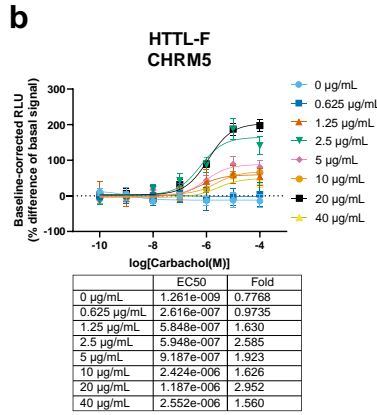 b
HTTL-F
CHRM5
Baseline-corrected RLU
(% difference of basal signal)
300
200
100
0
-100
-10
-8
-6
-4
log[Carbachol(M)]
0 µg/mL
0.625 µg/mL
1.25 µg/mL
2.5 µg/mL
5 µg/mL
10 µg/mL
20 µg/mL
40 µg/mL
EC50 Fold
0 µg/mL 1.261e-009 0.7768
0.625 µg/mL 2.616e-007 0.9735
1.25 µg/mL 5.848e-007 1.630
2.5 µg/mL 5.948e-007 2.585
5 µg/mL 9.187e-007 1.923
10 µg/mL 2.424e-006 1.626
20 µg/mL 1.187e-006 2.952
40 µg/mL 2.552e-006 1.560